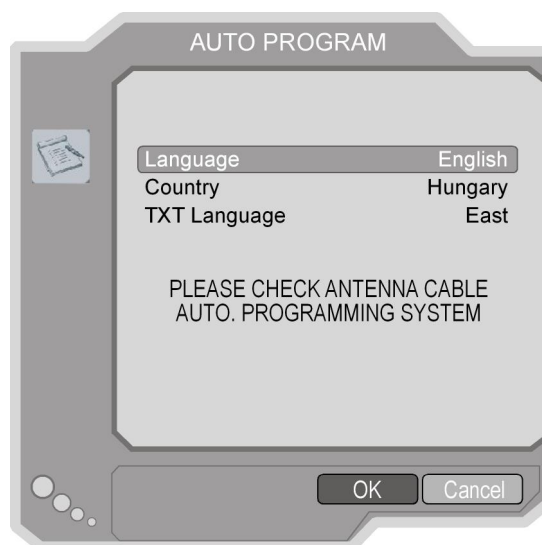 AUTO PROGRAM
Language English
Country Hungary
TXT Language East
PLEASE CHECK ANTENNA CABLE
AUTO. PROGRAMMING SYSTEM
OK Cancel